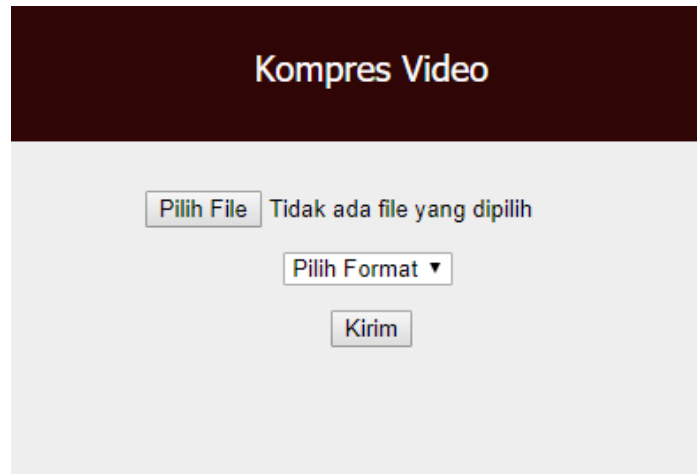 Kompres Video
Pilih File Tidak ada file yang dipilih
Pilih Format
Kirim